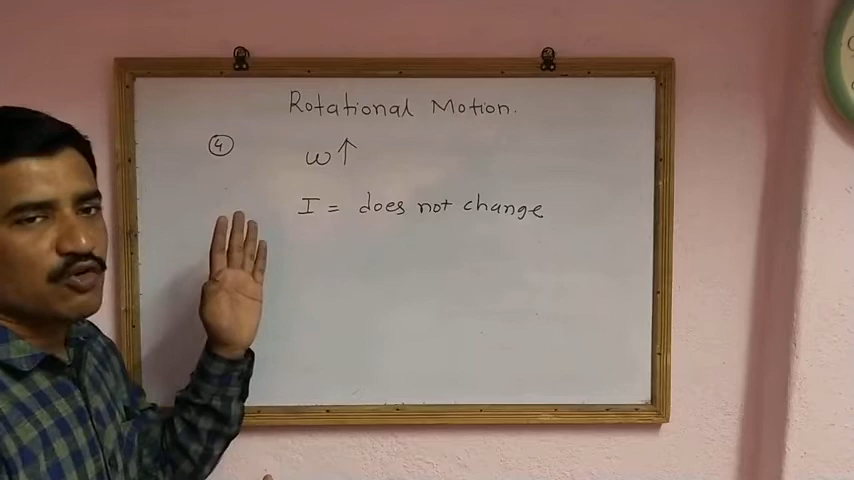 Rotational Motion.
④
ω ↑
I = does not change